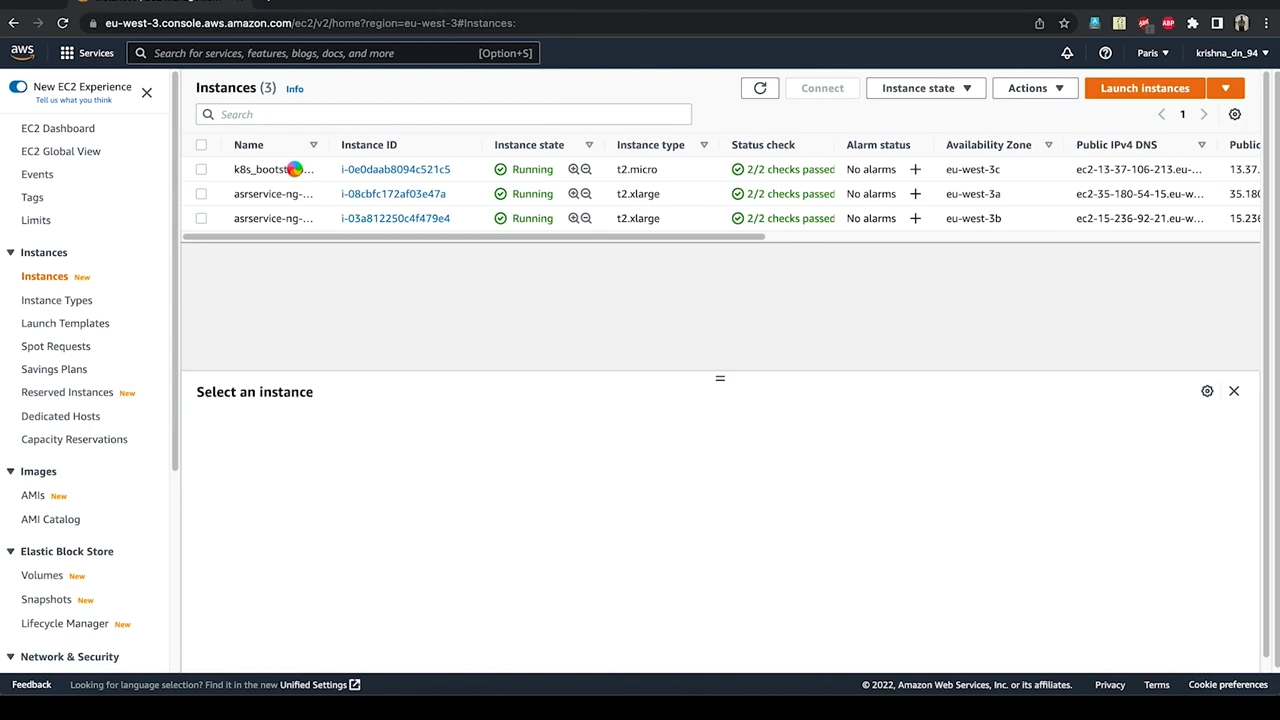 eu-west-3.console.aws.amazon.com/ec2/v2/home?region=eu-west-3#Instances:
aws
Services
Search for services, features, blogs, docs, and more
[Option+S]
Paris
krishna_dn_94
New EC2 Experience
Tell us what you think
EC2 Dashboard
EC2 Global View
Events
Tags
Limits
Instances
Instances New
Instance Types
Launch Templates
Spot Requests
Savings Plans
Reserved Instances New
Dedicated Hosts
Capacity Reservations
Images
AMIs New
AMI Catalog
Elastic Block Store
Volumes New
Snapshots New
Lifecycle Manager New
Network & Security
Instances (3) Info
Connect
Instance state
Actions
Launch instances
Search
1
Name Instance ID Instance state Instance type Status check Alarm status Availability Zone Public IPv4 DNS Publi
i-0e0daab8094c521c5 Running t2.micro 2/2 checks passed No alarms + eu-west-3c ec2-13-37-106-213.eu-... 13.37.
asrservice-ng-... i-08cbfc172af03e47a Running t2.xlarge 2/2 checks passed No alarms + eu-west-3a ec2-35-180-54-15.eu-w... 35.180
asrservice-ng-... i-03a812250c4f479e4 Running t2.xlarge 2/2 checks passed No alarms + eu-west-3b ec2-15-236-92-21.eu-w... 15.236
Select an instance
Feedback
Looking for language selection? Find it in the new Unified Settings
© 2022, Amazon Web Services, Inc. or its affiliates.
Privacy
Terms
Cookie preferences